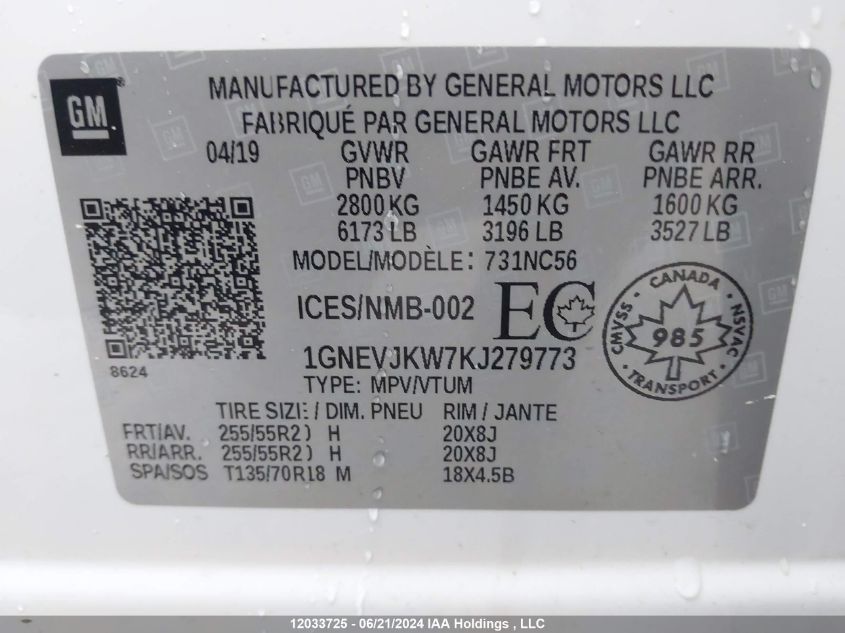 GM
MANUFACTURED BY GENERAL MOTORS LLC
FABRIQUÉ PAR GENERAL MOTORS LLC
04/19 GVWR GAWR FRT GAWR RR
PNBV PNBE AV. PNBE ARR.
2800 KG 1450 KG 1600 KG
6173 LB 3196 LB 3527 LB
MODEL/MODÈLE: 731NC56
ICES/NMB-002 EC
CANADA
CMVSS 985 NSVAC
TRANSPORT
8624
1GNEVJKW7KJ279773
TYPE: MPV/VTUM
TIRE SIZE / DIM. PNEU RIM / JANTE
FRT/AV. 255/55R20 H 20X8J
RR/ARR. 255/55R20 H 20X8J
SPA/SOS T135/70R18 M 18X4.5B
12033725 - 06/21/2024 IAA Holdings , LLC